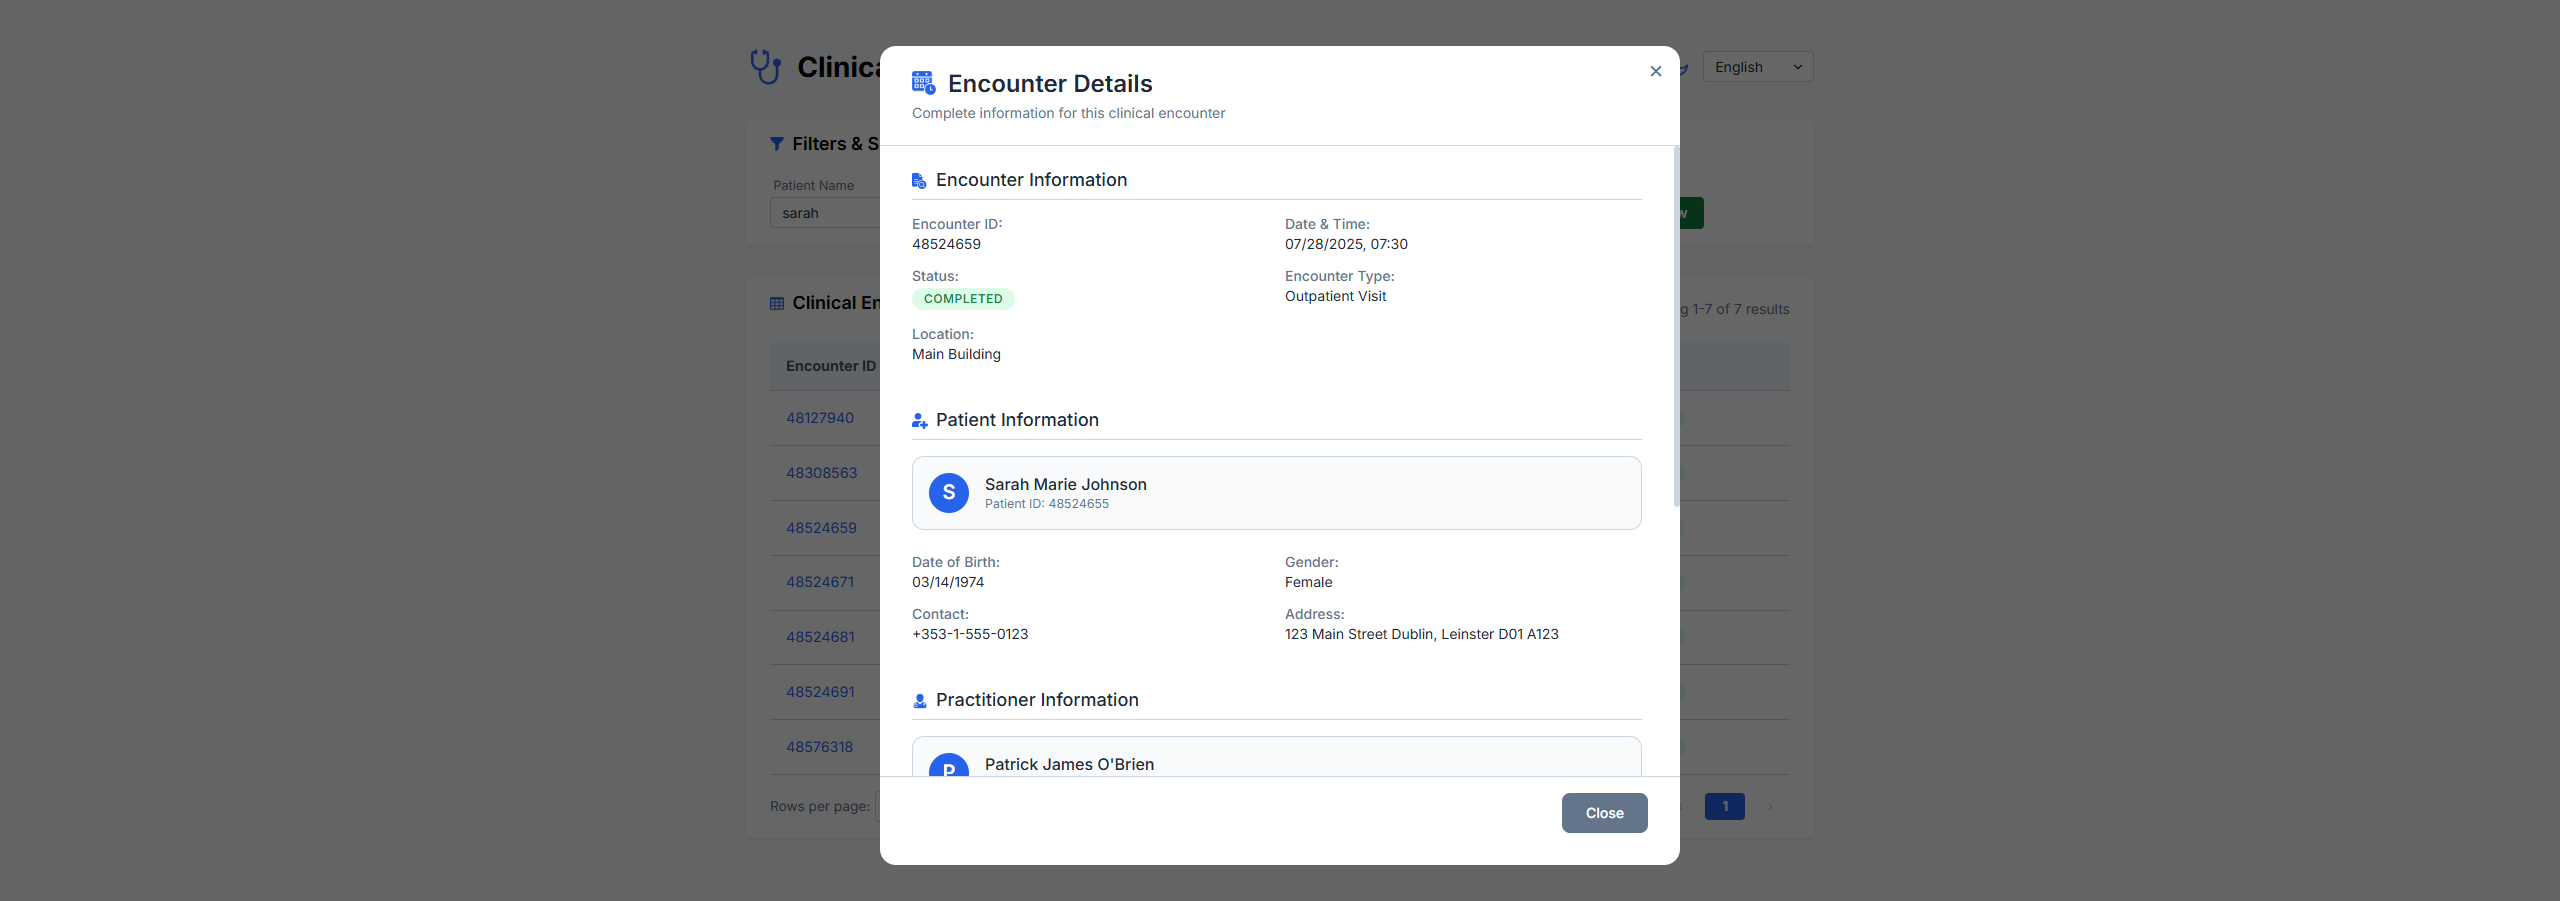 Clinica
English
Filters & S
Patient Name
sarah
w
Clinical En
g 1-7 of 7 results
Encounter ID
48127940
48308563
48524659
48524671
48524681
48524691
48576318
Rows per page:
1
Encounter Details
Complete information for this clinical encounter
Encounter Information
Encounter ID:
48524659
Date & Time:
07/28/2025, 07:30
Status:
COMPLETED
Encounter Type:
Outpatient Visit
Location:
Main Building
Patient Information
S
Sarah Marie Johnson
Patient ID: 48524655
Date of Birth:
03/14/1974
Gender:
Female
Contact:
+353-1-555-0123
Address:
123 Main Street Dublin, Leinster D01 A123
Practitioner Information
P
Patrick James O'Brien
Close